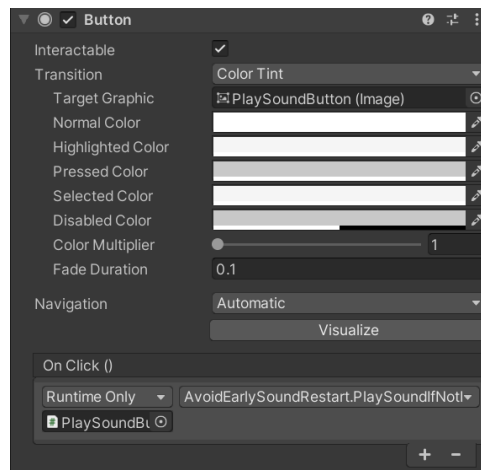 Button
Interactable
Transition Color Tint
Target Graphic PlaySoundButton (Image)
Normal Color
Highlighted Color
Pressed Color
Selected Color
Disabled Color
Color Multiplier 1
Fade Duration 0.1
Navigation Automatic
Visualize
On Click ()
Runtime Only AvoidEarlySoundRestart.PlaySoundIfNotI
PlaySoundBu